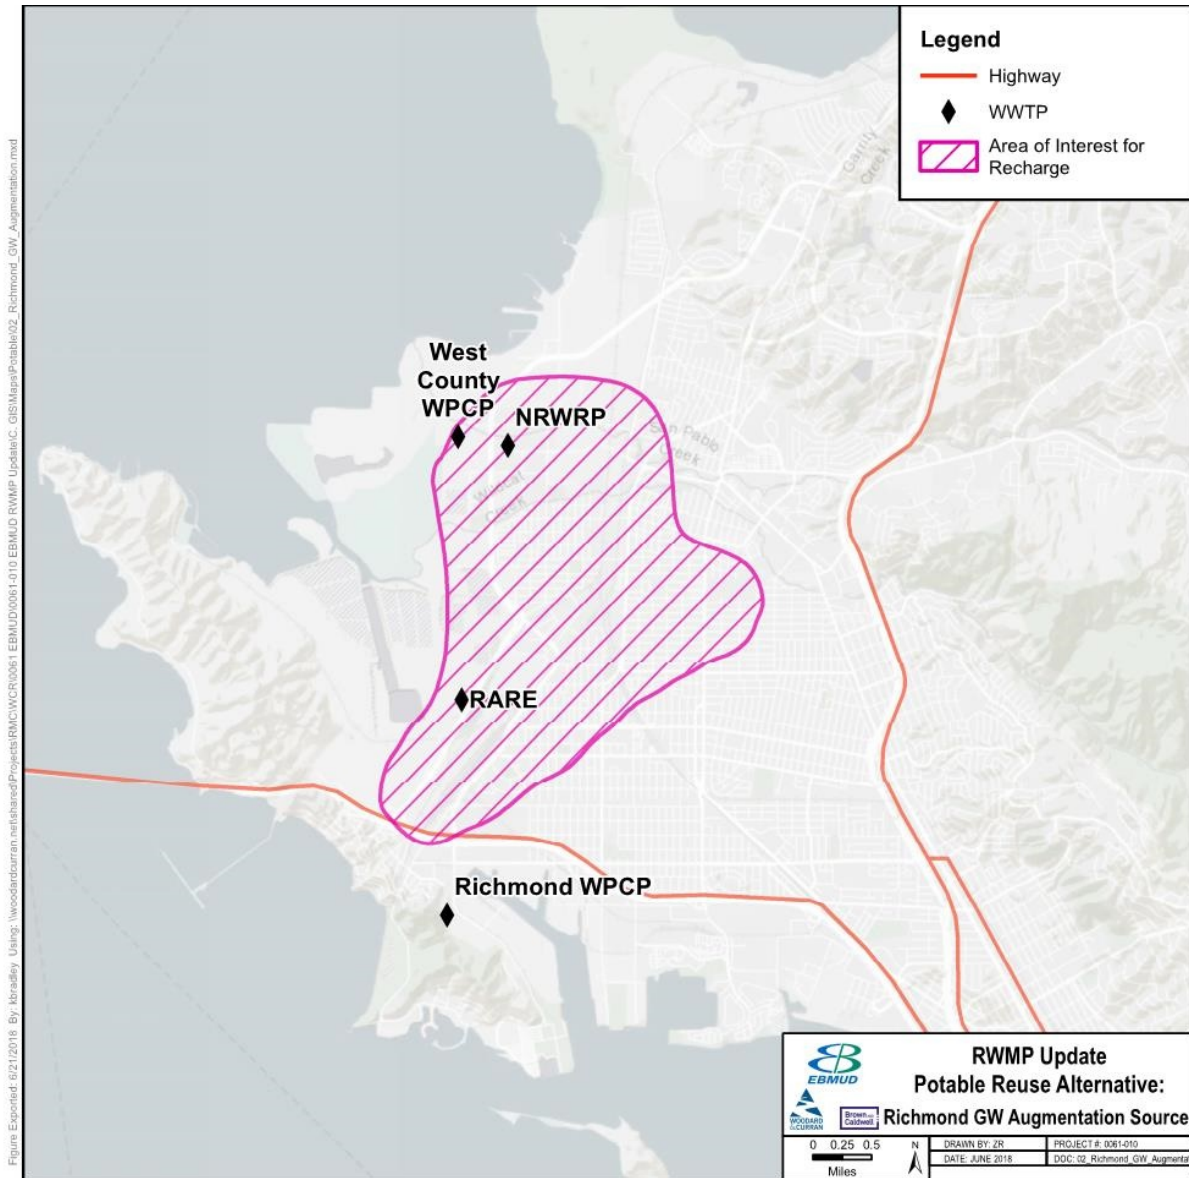 Legend
Highway
WWTP
Area of Interest for
Recharge
Garrity
Creek
West
County
WPCP
NRWRP
San Pablo
Creek
Wildcat
Creek
RARE
Richmond WPCP
RWMP Update
Potable Reuse Alternative:
Richmond GW Augmentation Source
EBMUD
WOODARD
&CURRAN
Brown AND
Caldwell
0 0.25 0.5
Miles
N
DRAWN BY: ZR
PROJECT #: 0061-010
DATE: JUNE 2018
DOC: 02_Richmond_GW_Augmentat
Figure Exported: 6/21/2018 By: kbradley Using: \\woodardcurran.net\shared\Projects\RMC\WCR\0061 EBMUD\0061-010 EBMUD RWMP Update\C. GIS\Maps\Potable\02_Richmond_GW_Augmentation.mxd